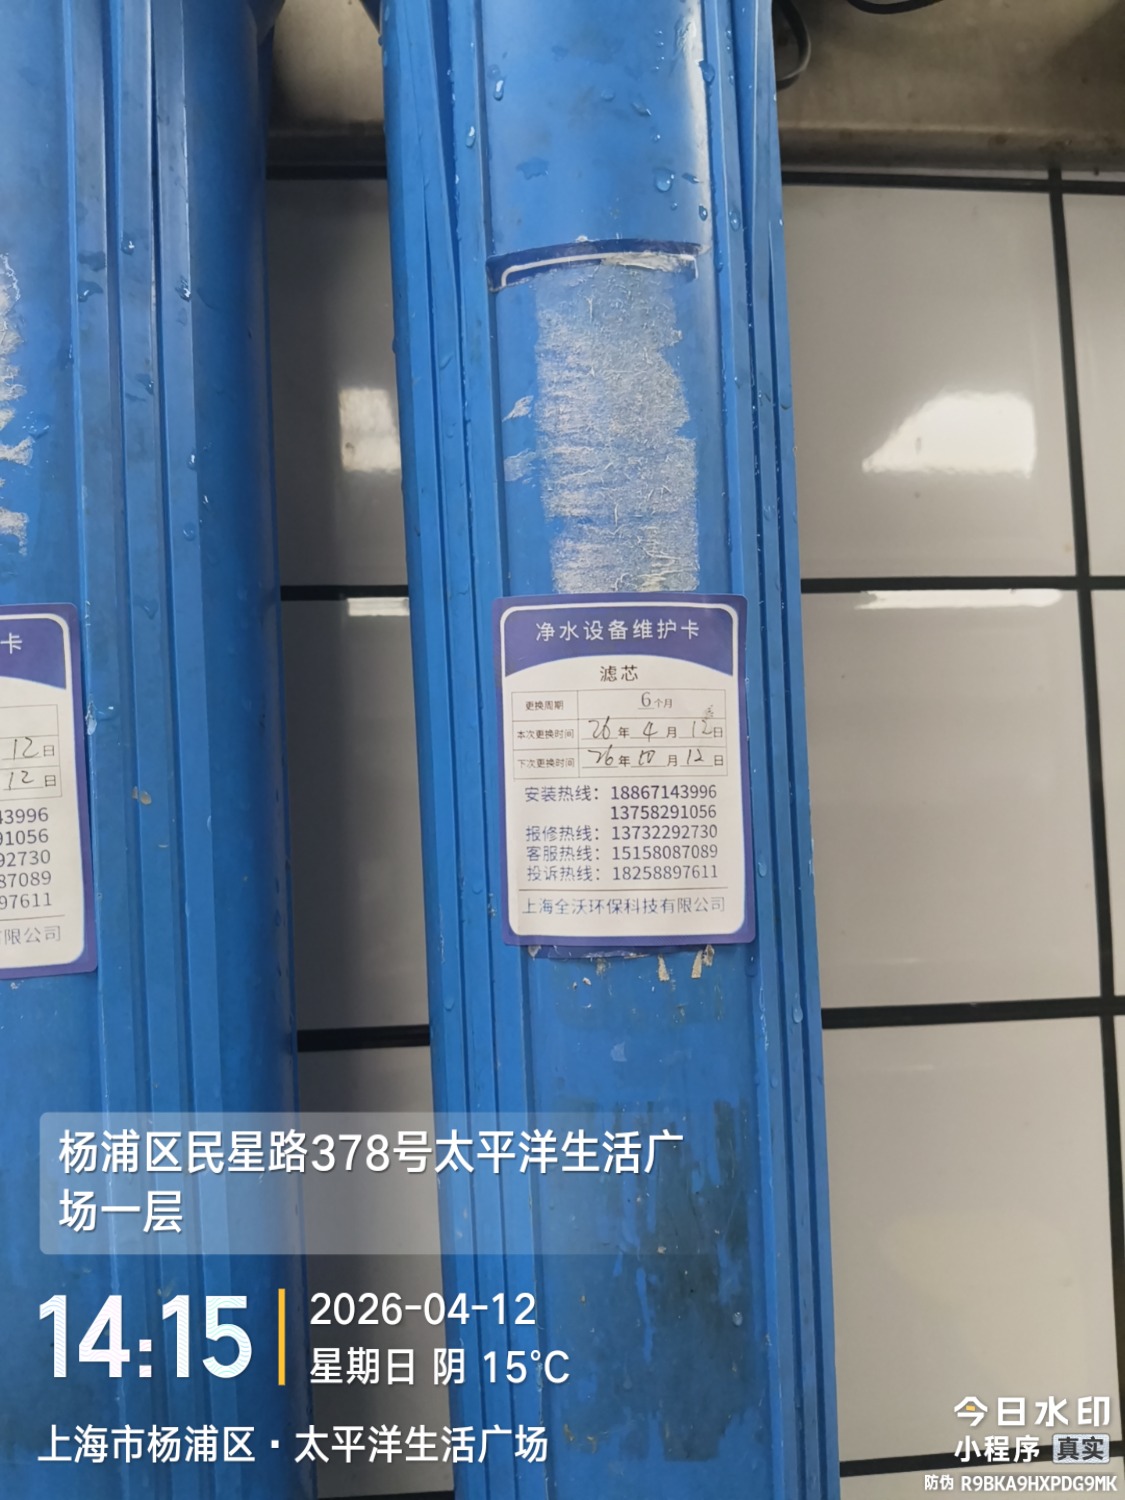 卡
12日
12日
43996
91056
92730
87089
97611
有限公司
净水设备维护卡
滤芯
更换周期 6个月
本次更换时间 26年4月12日
下次更换时间 26年10月12日
安装热线：18867143996
13758291056
报修热线：13732292730
客服热线：15158087089
投诉热线：18258897611
上海全沃环保科技有限公司
杨浦区民星路378号太平洋生活广
场一层
14:15
2026-04-12
星期日 阴 15℃
上海市杨浦区·太平洋生活广场
今日水印
小程序 真实
防伪 R9BKA9HXPDG9MK